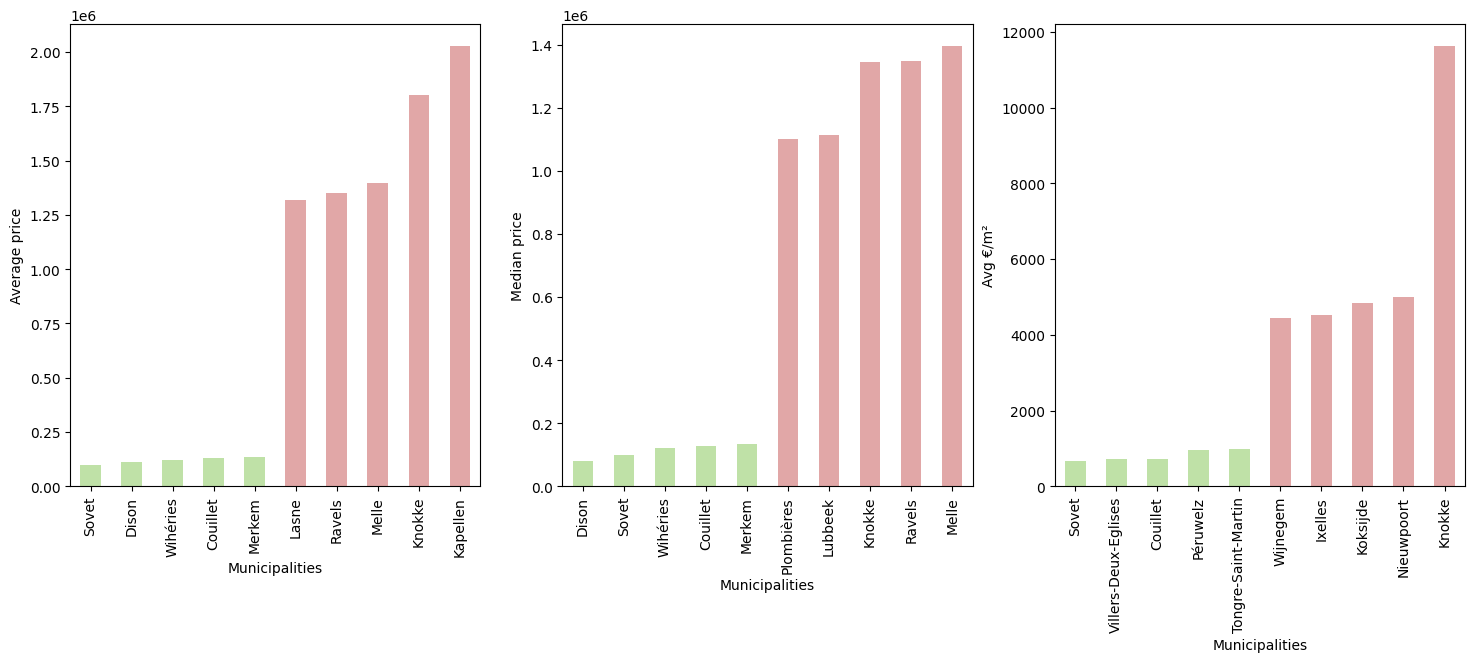 1e6
2.00
1.75
1.50
1.25
1.00
0.75
0.50
0.25
0.00
Average price
Sovet
Dison
Wihéries
Couillet
Merkem
Lasne
Ravels
Melle
Knokke
Kapellen
Municipalities
1e6
1.4
1.2
1.0
0.8
0.6
0.4
0.2
0.0
Median price
Dison
Sovet
Wihéries
Couillet
Merkem
Plombières
Lubbeek
Knokke
Ravels
Melle
Municipalities
12000
10000
8000
6000
4000
2000
0
Avg €/m²
Sovet
Villers-Deux-Eglises
Couillet
Péruwelz
Tongre-Saint-Martin
Wijnegem
Ixelles
Koksijde
Nieuwpoort
Knokke
Municipalities